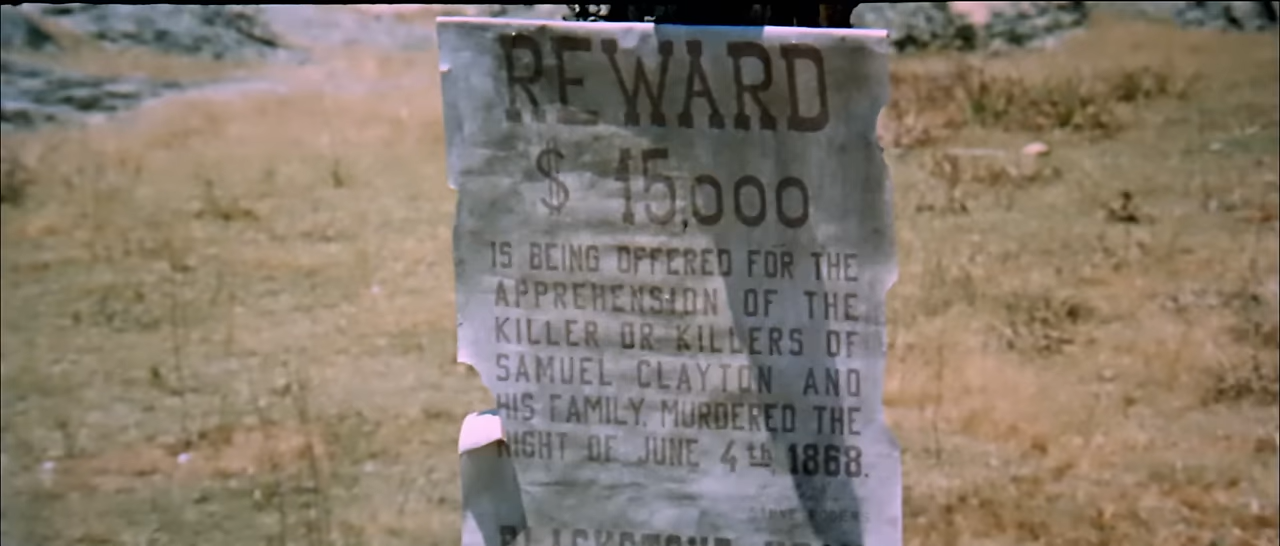 REWARD
$ 15,000
IS BEING OFFERED FOR THE
APPREHENSION OF THE
KILLER OR KILLERS OF
SAMUEL CLAYTON AND
HIS FAMILY. MURDERED THE
NIGHT OF JUNE 4th, 1868.